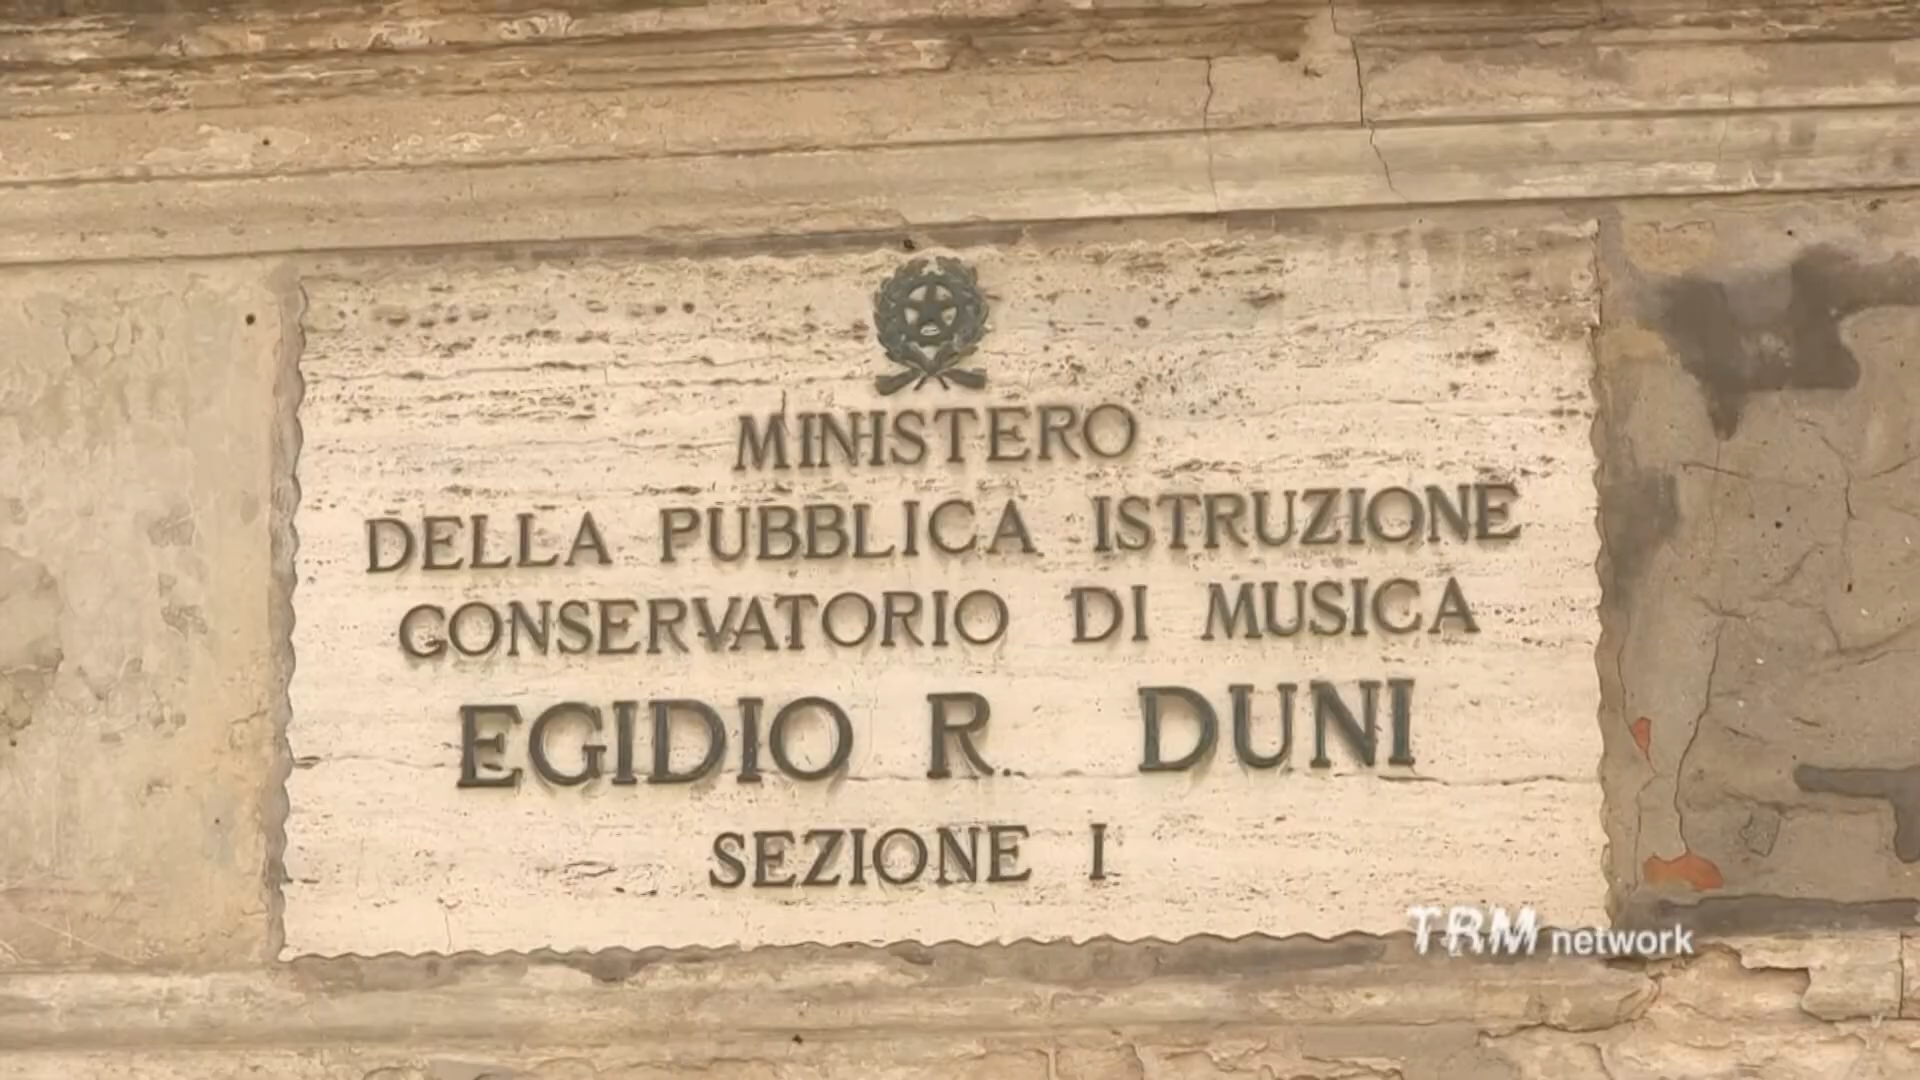 MINISTERO
DELLA PUBBLICA ISTRUZIONE
CONSERVATORIO DI MUSICA
EGIDIO R. DUNI
SEZIONE I
TRM network